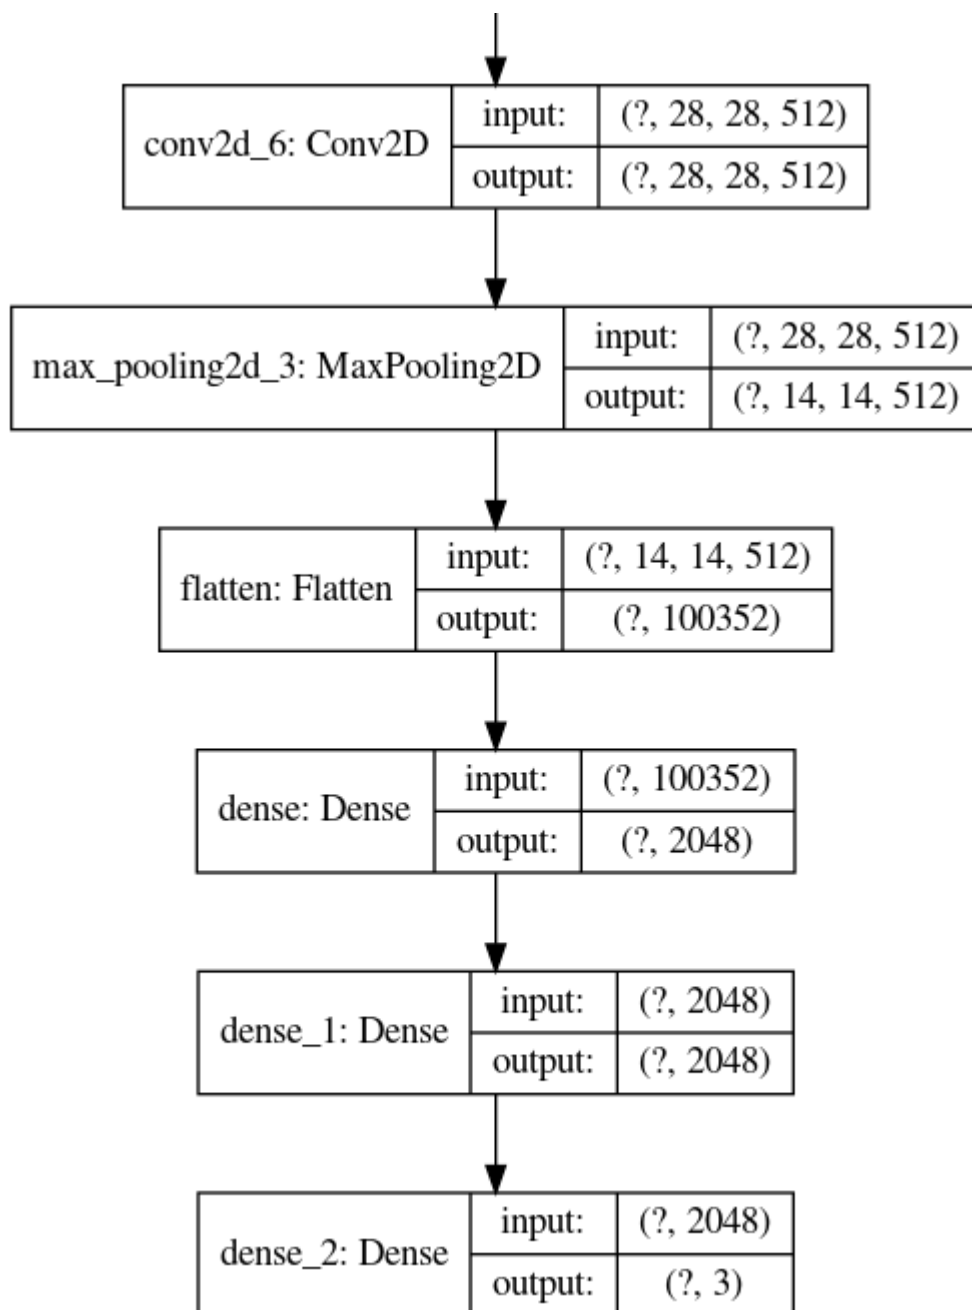 conv2d_6: Conv2D
input: (?, 28, 28, 512)
output: (?, 28, 28, 512)
max_pooling2d_3: MaxPooling2D
input: (?, 28, 28, 512)
output: (?, 14, 14, 512)
flatten: Flatten
input: (?, 14, 14, 512)
output: (?, 100352)
dense: Dense
input: (?, 100352)
output: (?, 2048)
dense_1: Dense
input: (?, 2048)
output: (?, 2048)
dense_2: Dense
input: (?, 2048)
output: (?, 3)